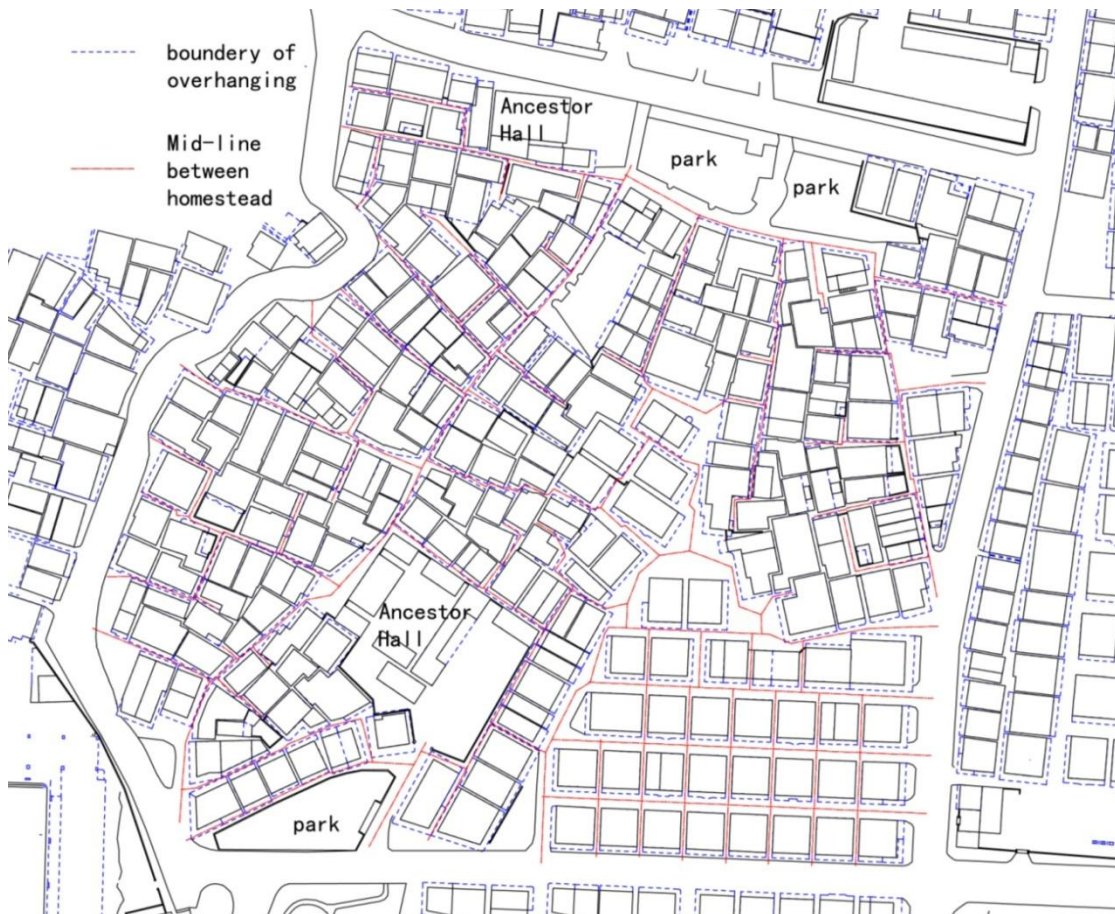 boundery of
overhanging
Mid-line
between
homestead
Ancestor
Hall
park
park
Ancestor
Hall
park